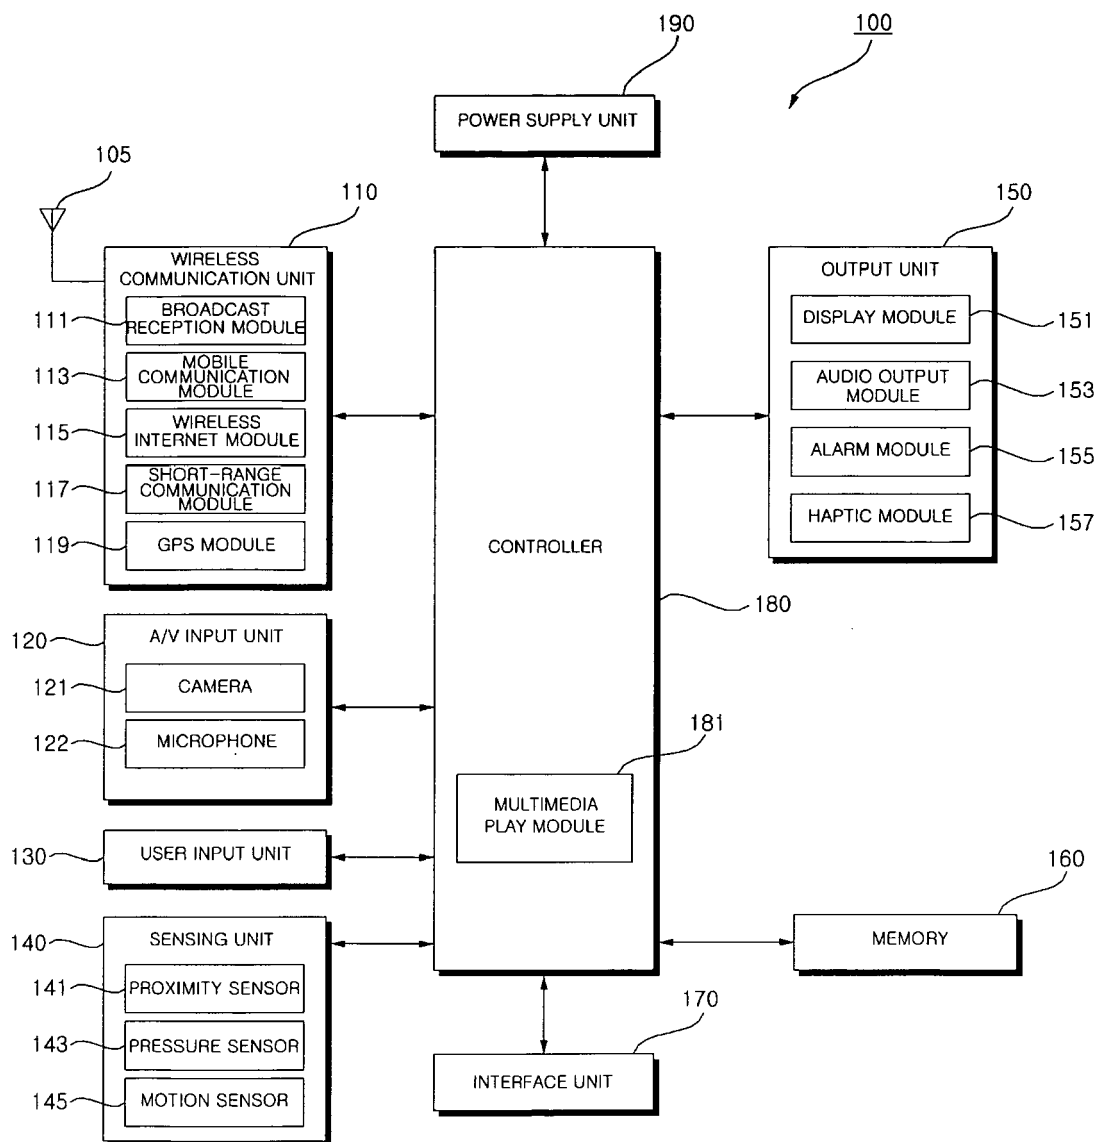 190
100
POWER SUPPLY UNIT
105
110
150
WIRELESS
COMMUNICATION UNIT
OUTPUT UNIT
111
BROADCAST
RECEPTION MODULE
DISPLAY MODULE
151
113
MOBILE
COMMUNICATION
MODULE
AUDIO OUTPUT
MODULE
153
115
WIRELESS
INTERNET MODULE
ALARM MODULE
155
117
SHORT-RANGE
COMMUNICATION
MODULE
HAPTIC MODULE
157
119
GPS MODULE
CONTROLLER
180
120
A/V INPUT UNIT
121
CAMERA
122
MICROPHONE
181
MULTIMEDIA
PLAY MODULE
130
USER INPUT UNIT
160
140
SENSING UNIT
MEMORY
141
PROXIMITY SENSOR
170
143
PRESSURE SENSOR
INTERFACE UNIT
145
MOTION SENSOR